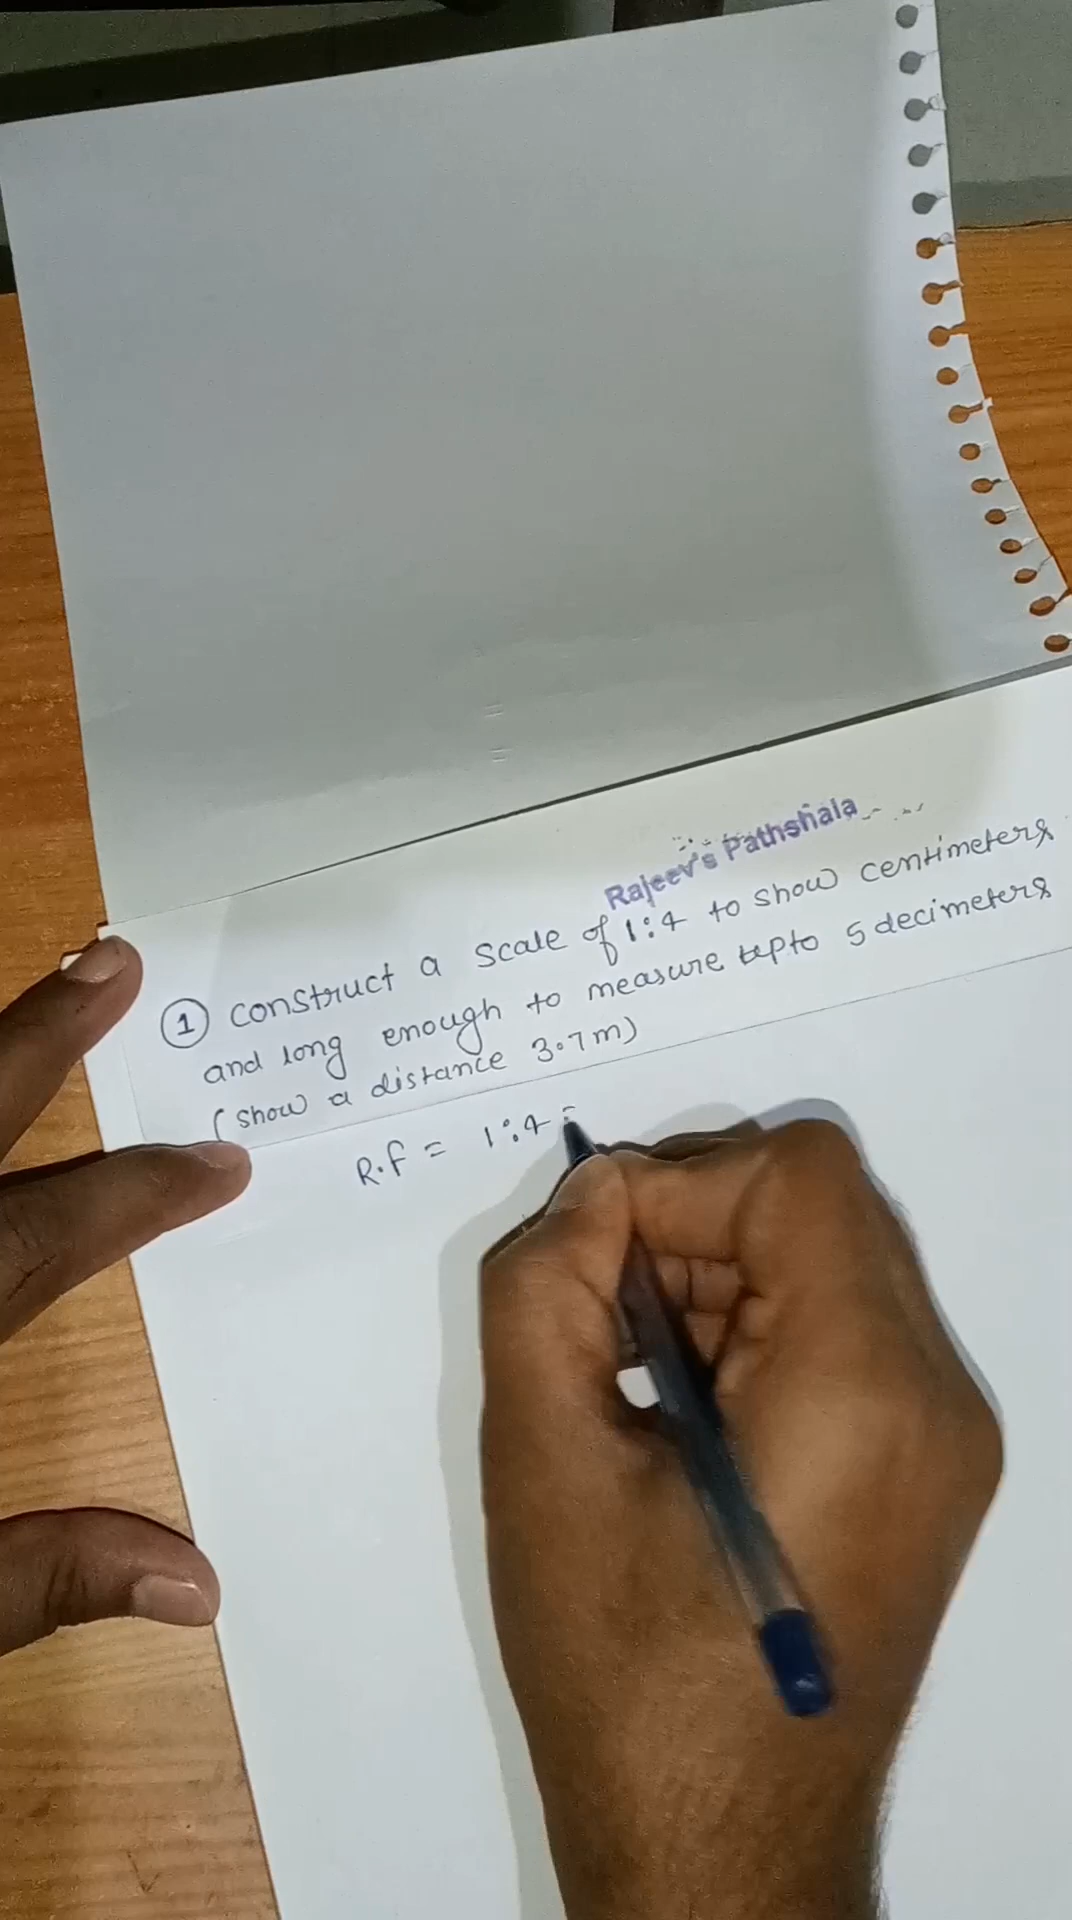 Rajeev's Pathshala
① construct a scale of 1:4 to show centimeters
and long enough to measure upto 5 decimeters
(show a distance 3.7m)
R.f = 1:4 =